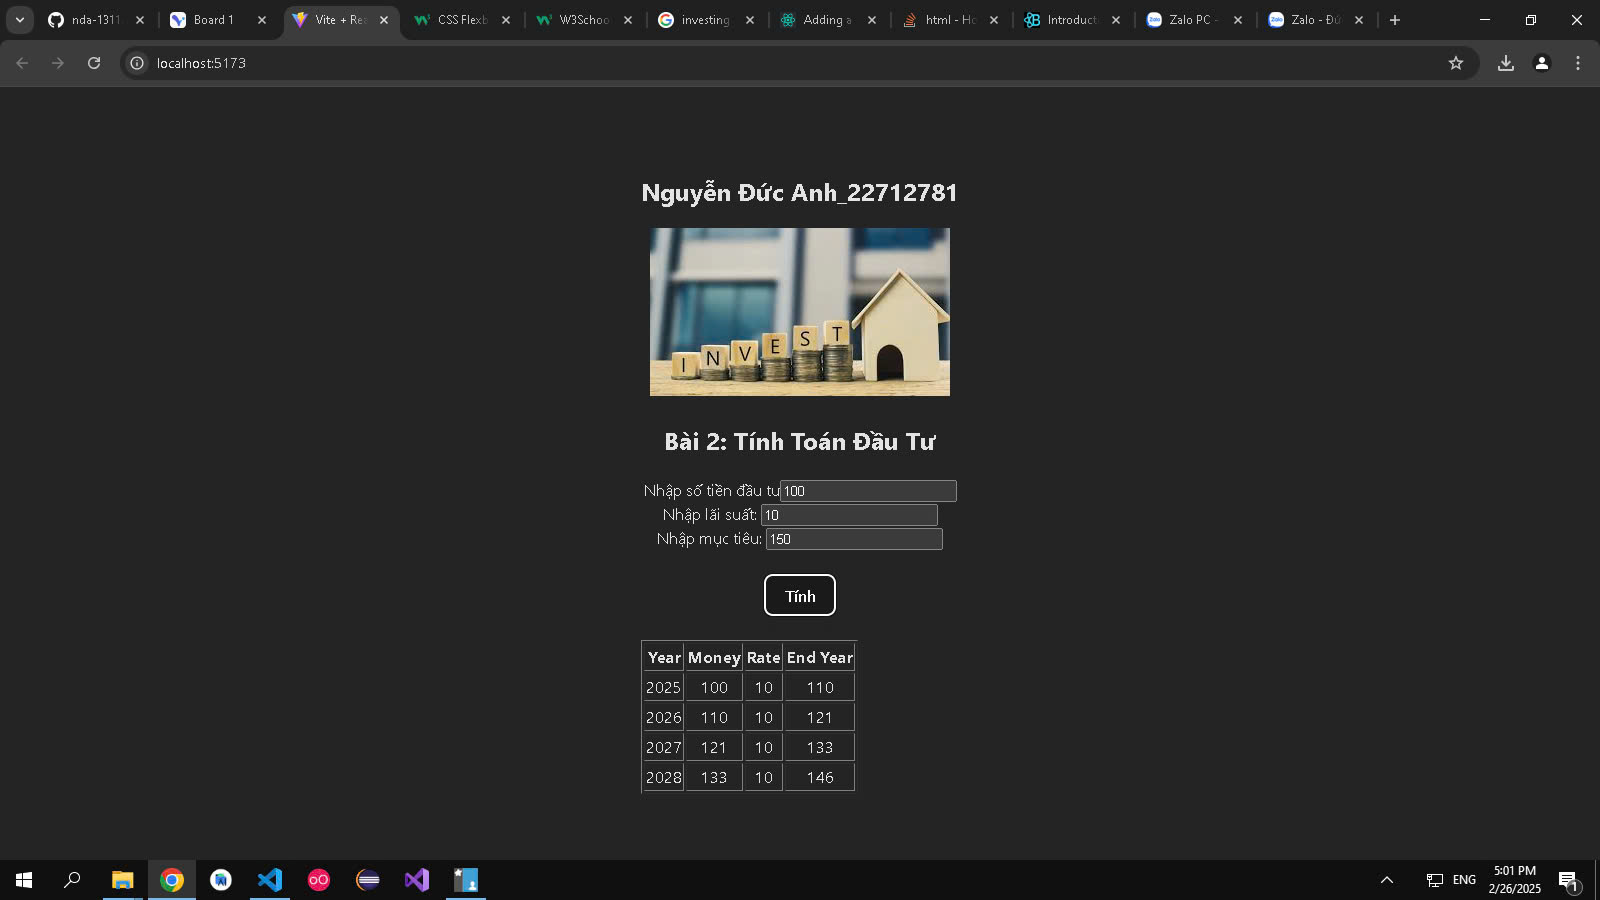 nda-1311
Board 1
Vite + Rea
CSS Flexb
W3Schoo
investing
Adding a
html - Ho
Introduct
Zalo PC -
Zalo - Đứ
localhost:5173
Nguyễn Đức Anh_22712781
I N V E S T
Bài 2: Tính Toán Đầu Tư
Nhập số tiền đầu tư 100
Nhập lãi suất: 10
Nhập mục tiêu: 150
Tính
Year Money Rate End Year
2025 100 10 110
2026 110 10 121
2027 121 10 133
2028 133 10 146
ENG
5:01 PM
2/26/2025
1